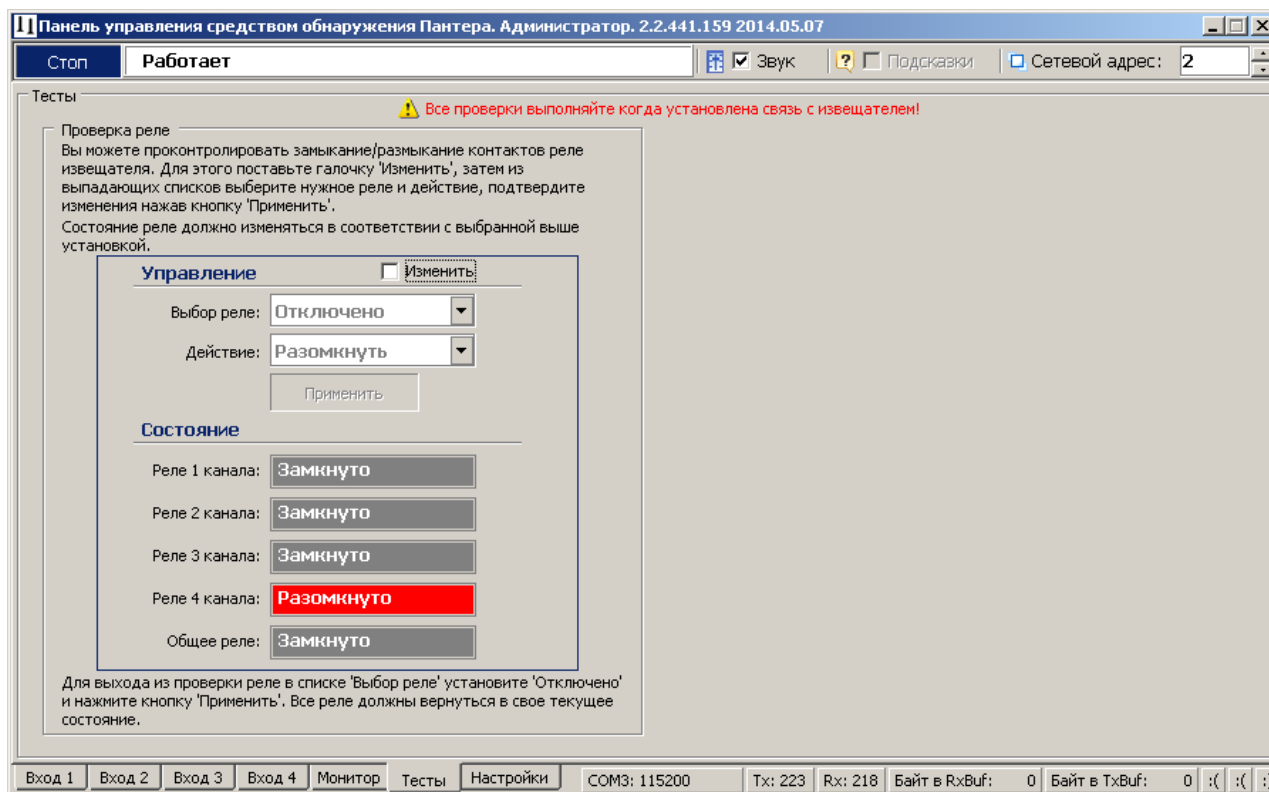 Панель управления средством обнаружения Пантера. Администратор. 2.2.441.159 2014.05.07
Стоп Работает Звук Подсказки Сетевой адрес: 2
Тесты
Все проверки выполняйте когда установлена связь с извещателем!
Проверка реле
Вы можете проконтролировать замыкание/размыкание контактов реле
извещателя. Для этого поставьте галочку 'Изменить', затем из
выпадающих списков выберите нужное реле и действие, подтвердите
изменения нажав кнопку 'Применить'.
Состояние реле должно изменяться в соответствии с выбранной выше
установкой.
Управление Изменить
Выбор реле: Отключено
Действие: Разомкнуть
Применить
Состояние
Реле 1 канала: Замкнуто
Реле 2 канала: Замкнуто
Реле 3 канала: Замкнуто
Реле 4 канала: Разомкнуто
Общее реле: Замкнуто
Для выхода из проверки реле в списке 'Выбор реле' установите 'Отключено'
и нажмите кнопку 'Применить'. Все реле должны вернуться в свое текущее
состояние.
Вход 1 Вход 2 Вход 3 Вход 4 Монитор Тесты Настройки COM3: 115200 Tx: 223 Rx: 218 Байт в RxBuf: 0 Байт в TxBuf: 0 :( :( :)